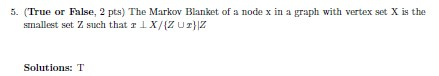 5. (True or False, 2 pts) The Markov Blanket of a node x in a graph with vertex set X is the
smallest set Z such that x ⊥ X/{Z ∪ x}|Z
Solutions: T